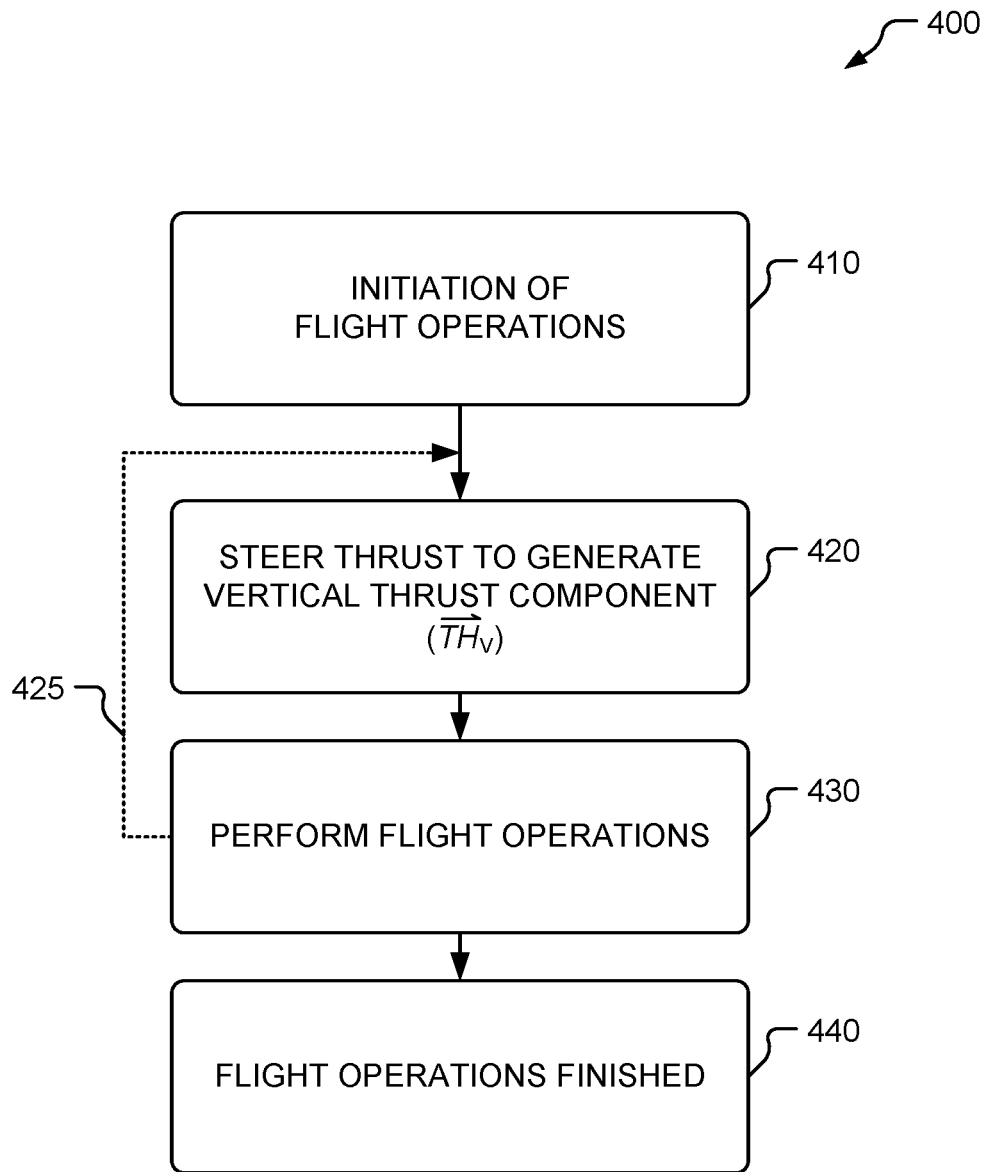 400
INITIATION OF
FLIGHT OPERATIONS
410
STEER THRUST TO GENERATE
VERTICAL THRUST COMPONENT
(TH⃗V)
420
425
PERFORM FLIGHT OPERATIONS
430
FLIGHT OPERATIONS FINISHED
440